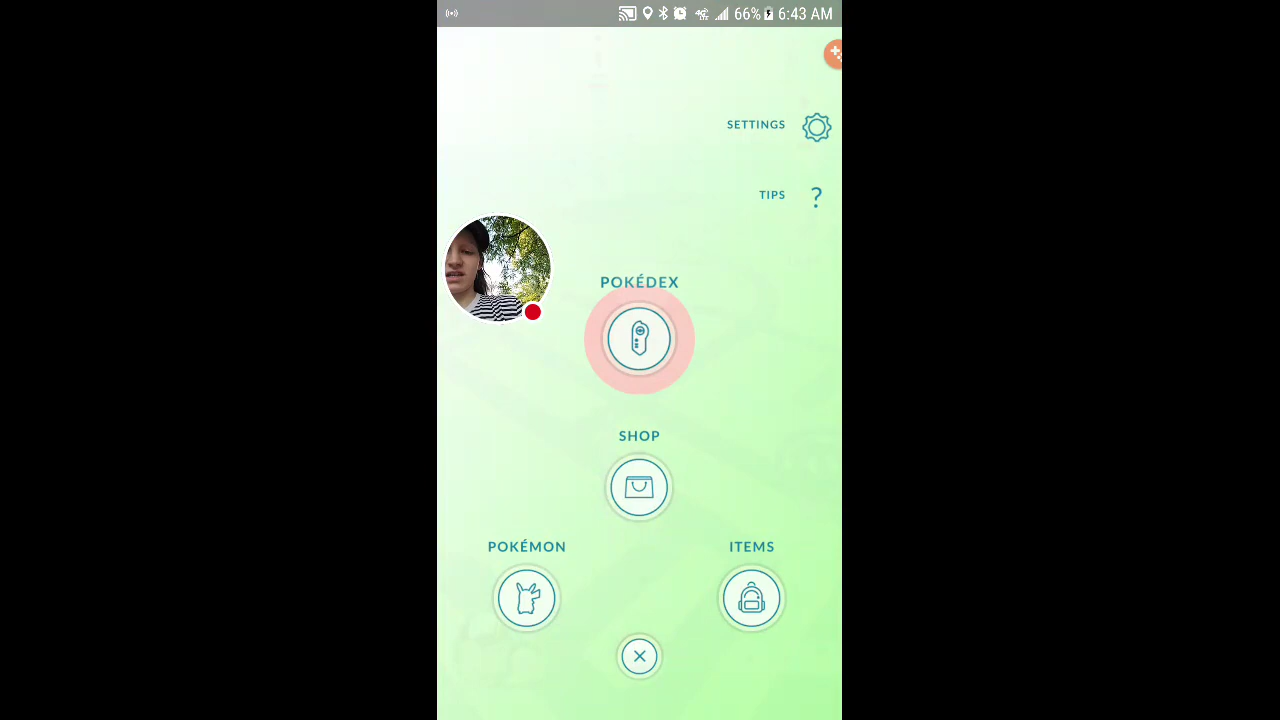 66% 6:43 AM
SETTINGS
TIPS ?
POKÉDEX
SHOP
POKÉMON
ITEMS